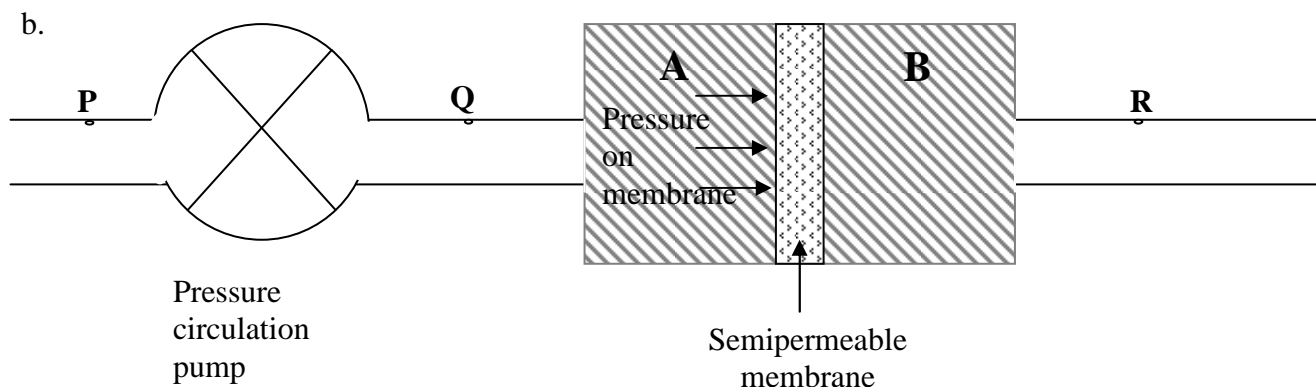 b.
P
Q
A
B
R
Pressure
on
membrane
Pressure
circulation
pump
Semipermeable
membrane